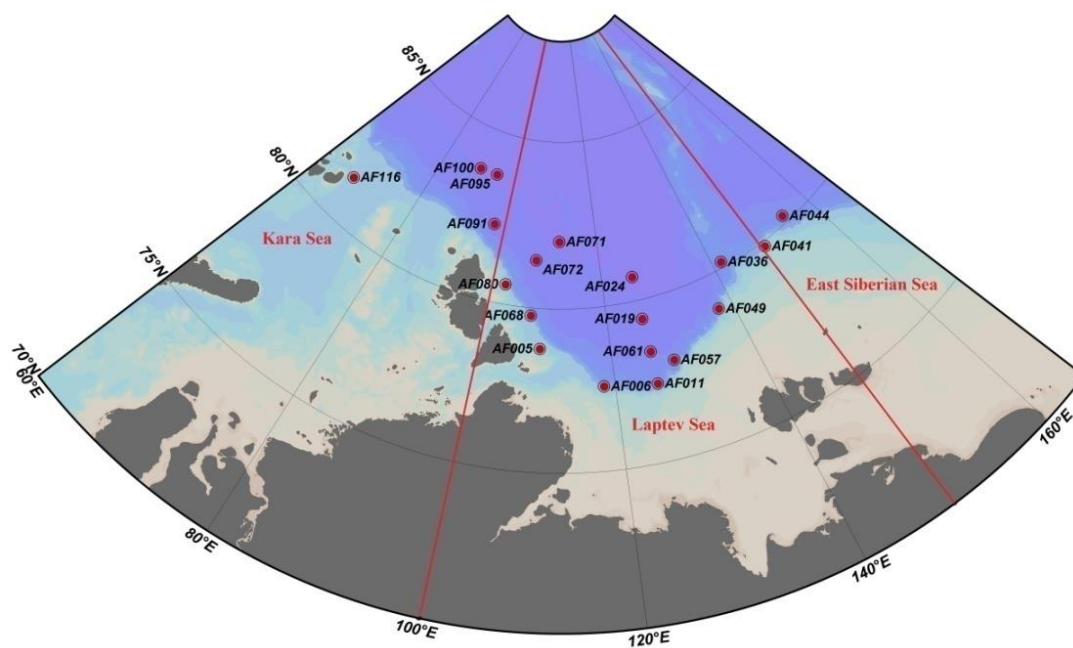 85°N
80°N
75°N
70°N
60°E
80°E
100°E
120°E
140°E
160°E
AF100
AF095
AF116
AF044
AF091
Kara Sea
AF071
AF041
AF072
AF036
AF024
East Siberian Sea
AF080
AF049
AF068
AF019
AF005
AF061
AF057
AF006
AF011
Laptev Sea